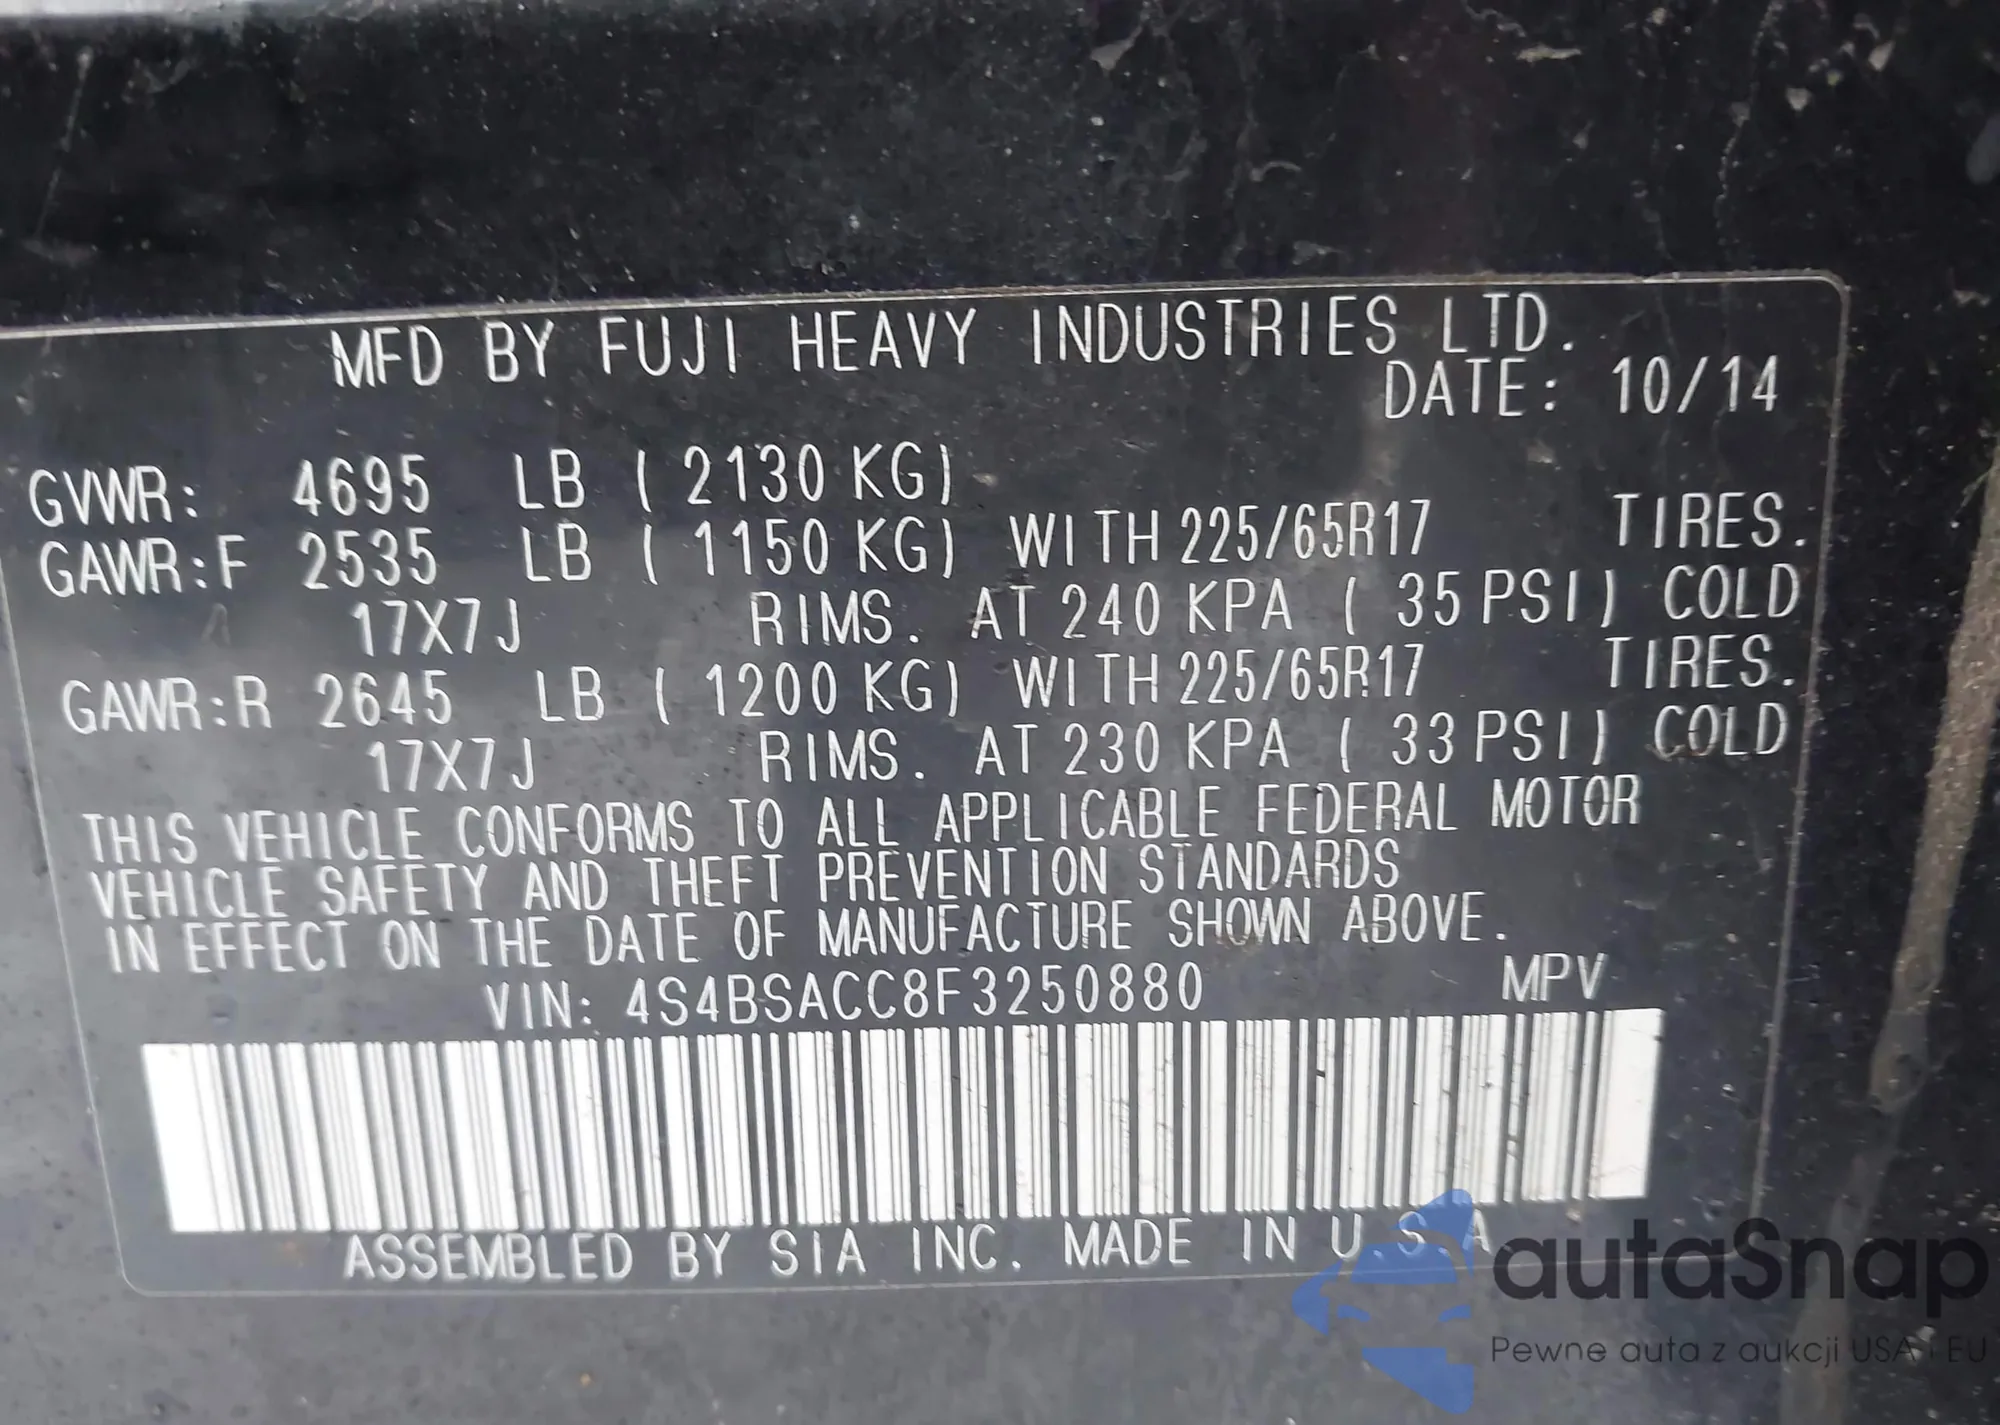 MFD BY FUJI HEAVY INDUSTRIES LTD.
DATE: 10/14
GVWR: 4695 LB ( 2130 KG)
GAWR:F 2535 LB ( 1150 KG) WITH 225/65R17 TIRES.
17X7J RIMS. AT 240 KPA ( 35 PSI) COLD
GAWR:R 2645 LB ( 1200 KG) WITH 225/65R17 TIRES.
17X7J RIMS. AT 230 KPA ( 33 PSI) COLD
THIS VEHICLE CONFORMS TO ALL APPLICABLE FEDERAL MOTOR
VEHICLE SAFETY AND THEFT PREVENTION STANDARDS
IN EFFECT ON THE DATE OF MANUFACTURE SHOWN ABOVE.
VIN: 4S4BSACC8F3250880 MPV
ASSEMBLED BY SIA INC. MADE IN U.S.A
autaSnap
Pewne auta z aukcji USA i EU